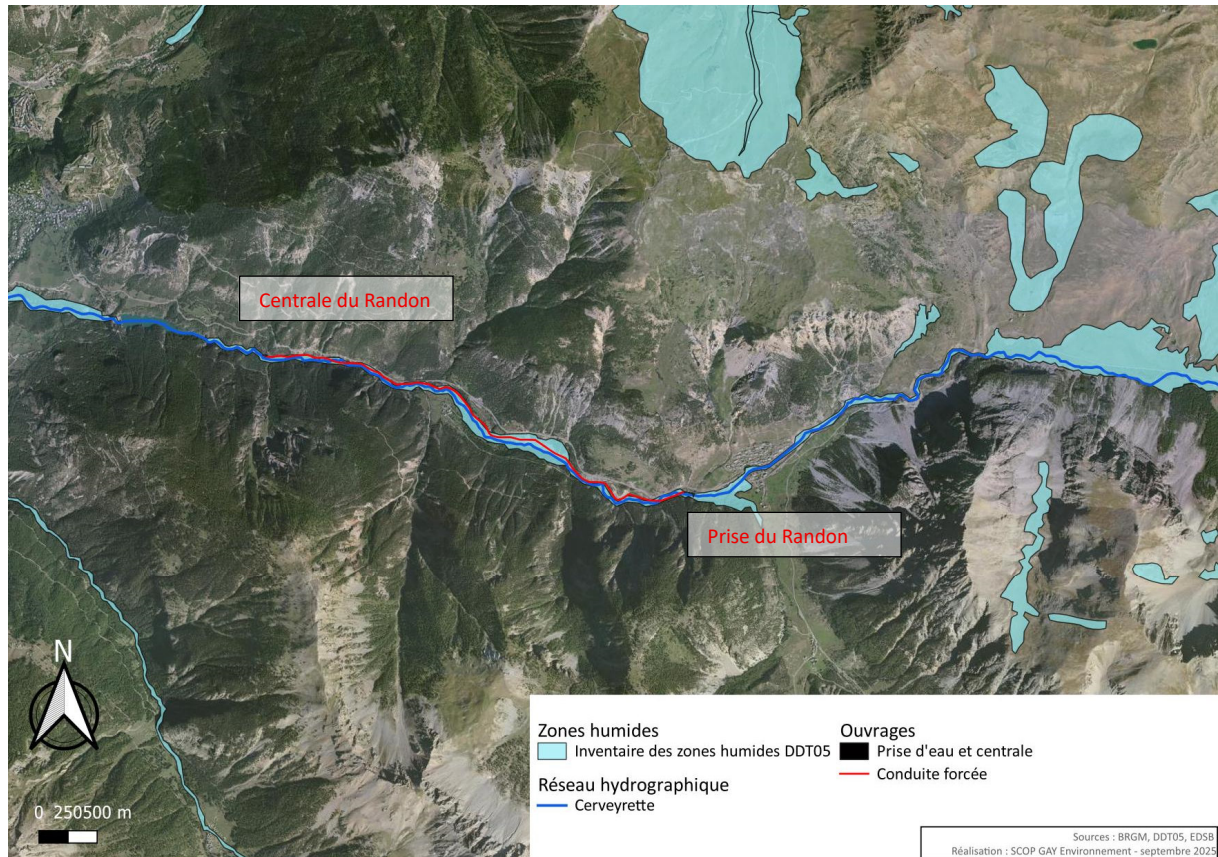 Centrale du Randon
Prise du Randon
N
0 250500 m
Zones humides
Inventaire des zones humides DDT05
Réseau hydrographique
Cerveyrette
Ouvrages
Prise d'eau et centrale
Conduite forcée
Sources : BRGM, DDT05, EDSB
Réalisation : SCOP GAY Environnement - septembre 2025